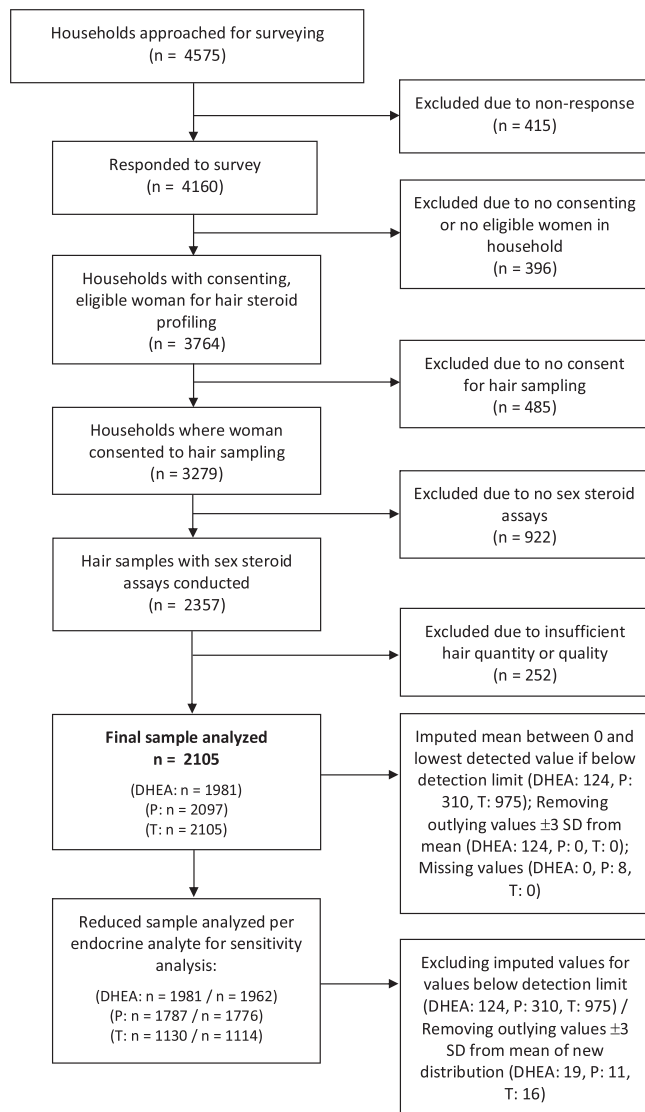 Households approached for surveying
(n = 4575)
Excluded due to non-response
(n = 415)
Responded to survey
(n = 4160)
Excluded due to no consenting
or no eligible women in
household
(n = 396)
Households with consenting,
eligible woman for hair steroid
profiling
(n = 3764)
Excluded due to no consent
for hair sampling
(n = 485)
Households where woman
consented to hair sampling
(n = 3279)
Excluded due to no sex steroid
assays
(n = 922)
Hair samples with sex steroid
assays conducted
(n = 2357)
Excluded due to insufficient
hair quantity or quality
(n = 252)
Final sample analyzed
n = 2105
(DHEA: n = 1981)
(P: n = 2097)
(T: n = 2105)
Imputed mean between 0 and
lowest detected value if below
detection limit (DHEA: 124, P:
310, T: 975); Removing
outlying values ±3 SD from
mean (DHEA: 124, P: 0, T: 0);
Missing values (DHEA: 0, P: 8,
T: 0)
Reduced sample analyzed per
endocrine analyte for sensitivity
analysis:
(DHEA: n = 1981 / n = 1962)
(P: n = 1787 / n = 1776)
(T: n = 1130 / n = 1114)
Excluding imputed values for
values below detection limit
(DHEA: 124, P: 310, T: 975) /
Removing outlying values ±3
SD from mean of new
distribution (DHEA: 19, P: 11,
T: 16)